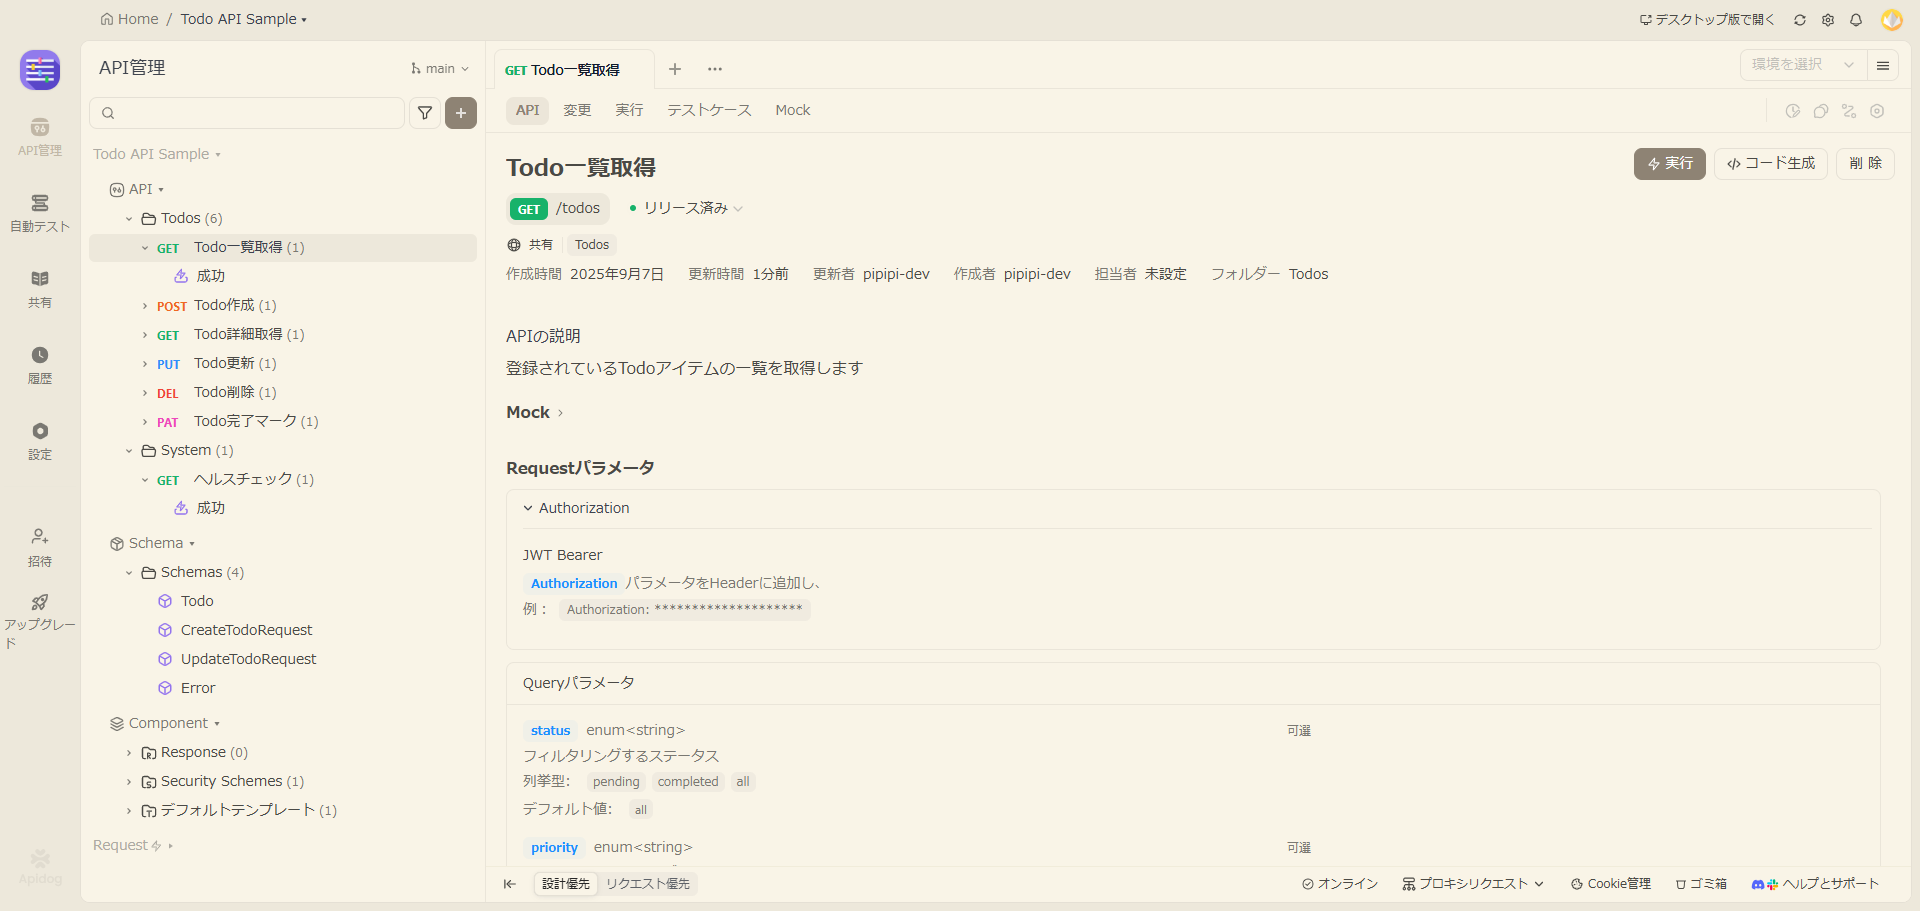 Home / Todo API Sample
デスクトップ版で開く
API管理
自動テスト
共有
履歴
設定
招待
アップグレー
ド
Apidog
API管理
main
Todo API Sample
API
Todos (6)
GET Todo一覧取得 (1)
成功
POST Todo作成 (1)
GET Todo詳細取得 (1)
PUT Todo更新 (1)
DEL Todo削除 (1)
PAT Todo完了マーク (1)
System (1)
GET ヘルスチェック (1)
成功
Schema
Schemas (4)
Todo
CreateTodoRequest
UpdateTodoRequest
Error
Component
Response (0)
Security Schemes (1)
デフォルトテンプレート (1)
Request
GET Todo一覧取得
環境を選択
API 変更 実行 テストケース Mock
Todo一覧取得
実行 コード生成 削 除
GET /todos リリース済み
共有 Todos
作成時間 2025年9月7日 更新時間 1分前 更新者 pipipi-dev 作成者 pipipi-dev 担当者 未設定 フォルダー Todos
APIの説明
登録されているTodoアイテムの一覧を取得します
Mock
Requestパラメータ
Authorization
JWT Bearer
Authorization パラメータをHeaderに追加し、
例： Authorization: ********************
Queryパラメータ
status enum<string> 可選
フィルタリングするステータス
列挙型: pending completed all
デフォルト値: all
priority enum<string> 可選
設計優先 リクエスト優先
オンライン プロキシリクエスト Cookie管理 ゴミ箱 ヘルプとサポート